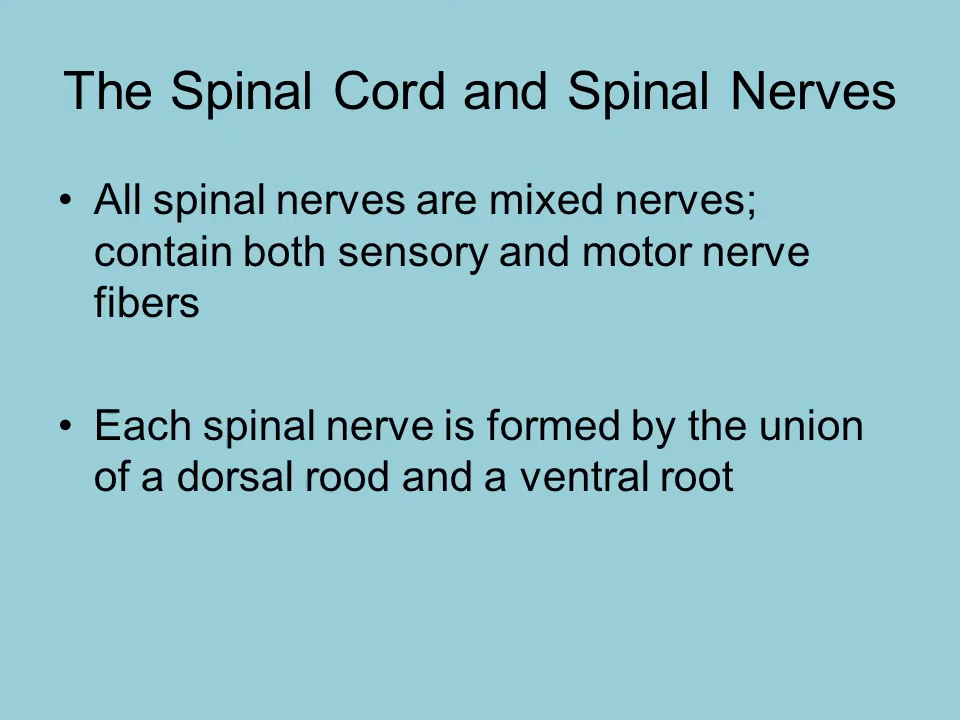 The Spinal Cord and Spinal Nerves
• All spinal nerves are mixed nerves;
contain both sensory and motor nerve
fibers
• Each spinal nerve is formed by the union
of a dorsal rood and a ventral root